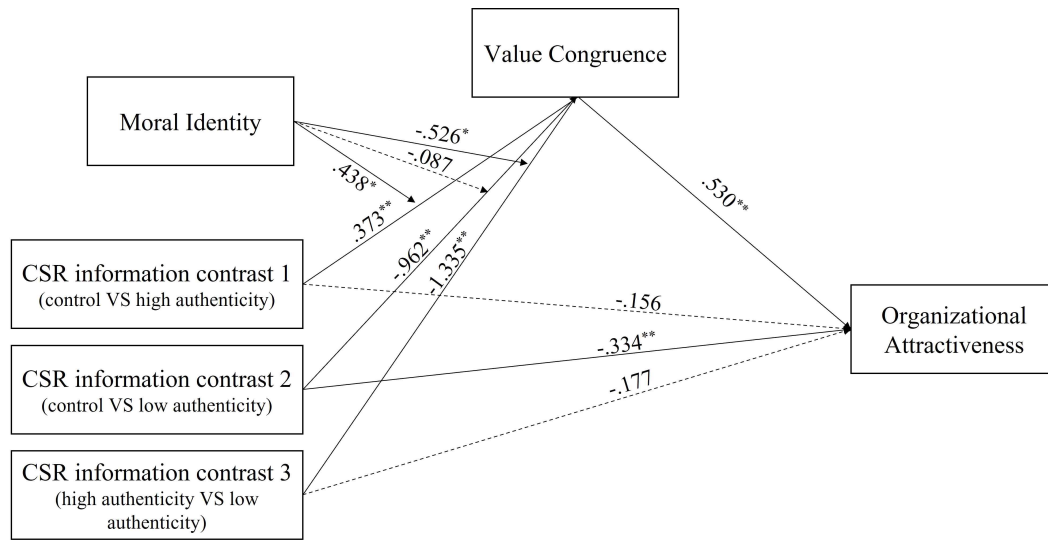 Value Congruence
Moral Identity
-.526*
-.087
.438*
.373**
-.962**
-1.335**
.530**
CSR information contrast 1
(control VS high authenticity)
-.156
Organizational
Attractiveness
-.334**
CSR information contrast 2
(control VS low authenticity)
-.177
CSR information contrast 3
(high authenticity VS low
authenticity)